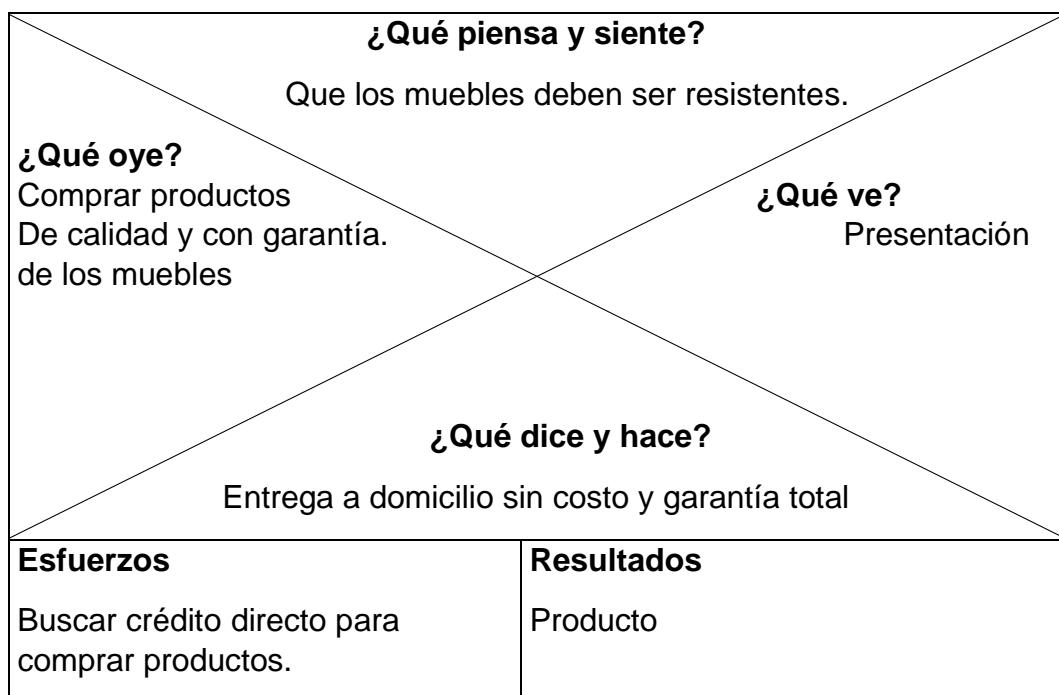 ¿Qué piensa y siente?
Que los muebles deben ser resistentes.
¿Qué oye?
Comprar productos
De calidad y con garantía.
de los muebles
¿Qué ve?
Presentación
¿Qué dice y hace?
Entrega a domicilio sin costo y garantía total
Esfuerzos
Buscar crédito directo para
comprar productos.
Resultados
Producto